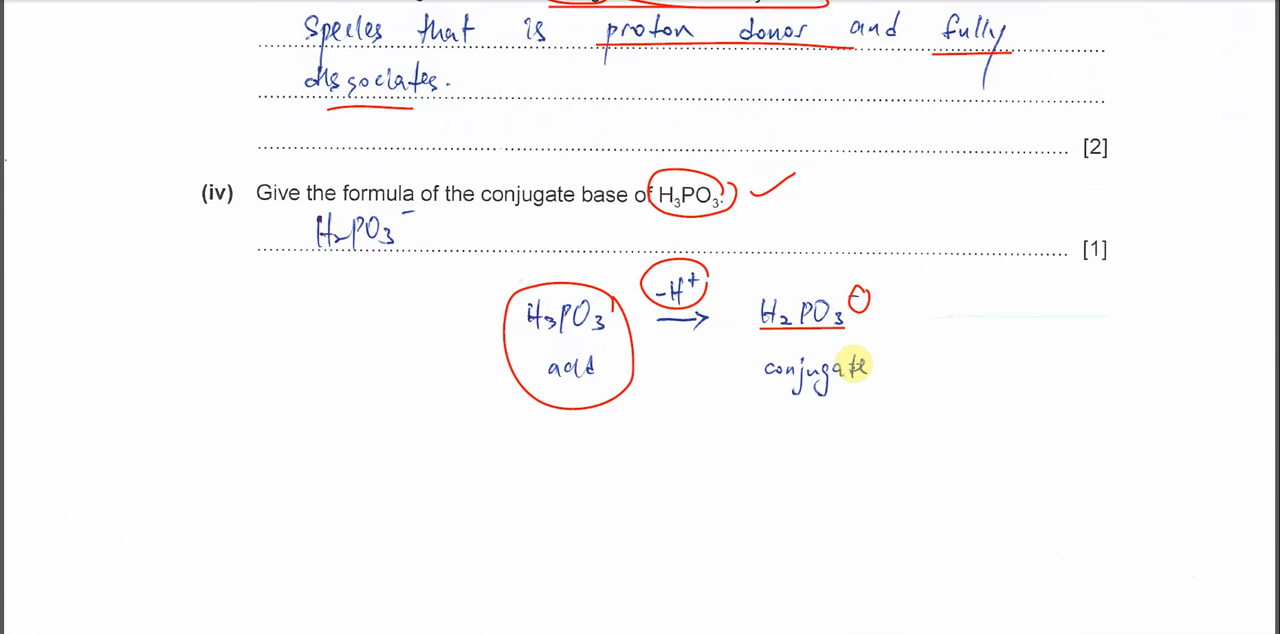 species that is proton donor and fully
dissociates.
[2]
(iv) Give the formula of the conjugate base of H₃PO₃.
H₂PO₃⁻
[1]
H₃PO₃ -H⁺ → H₂PO₃⁻
acid conjugate